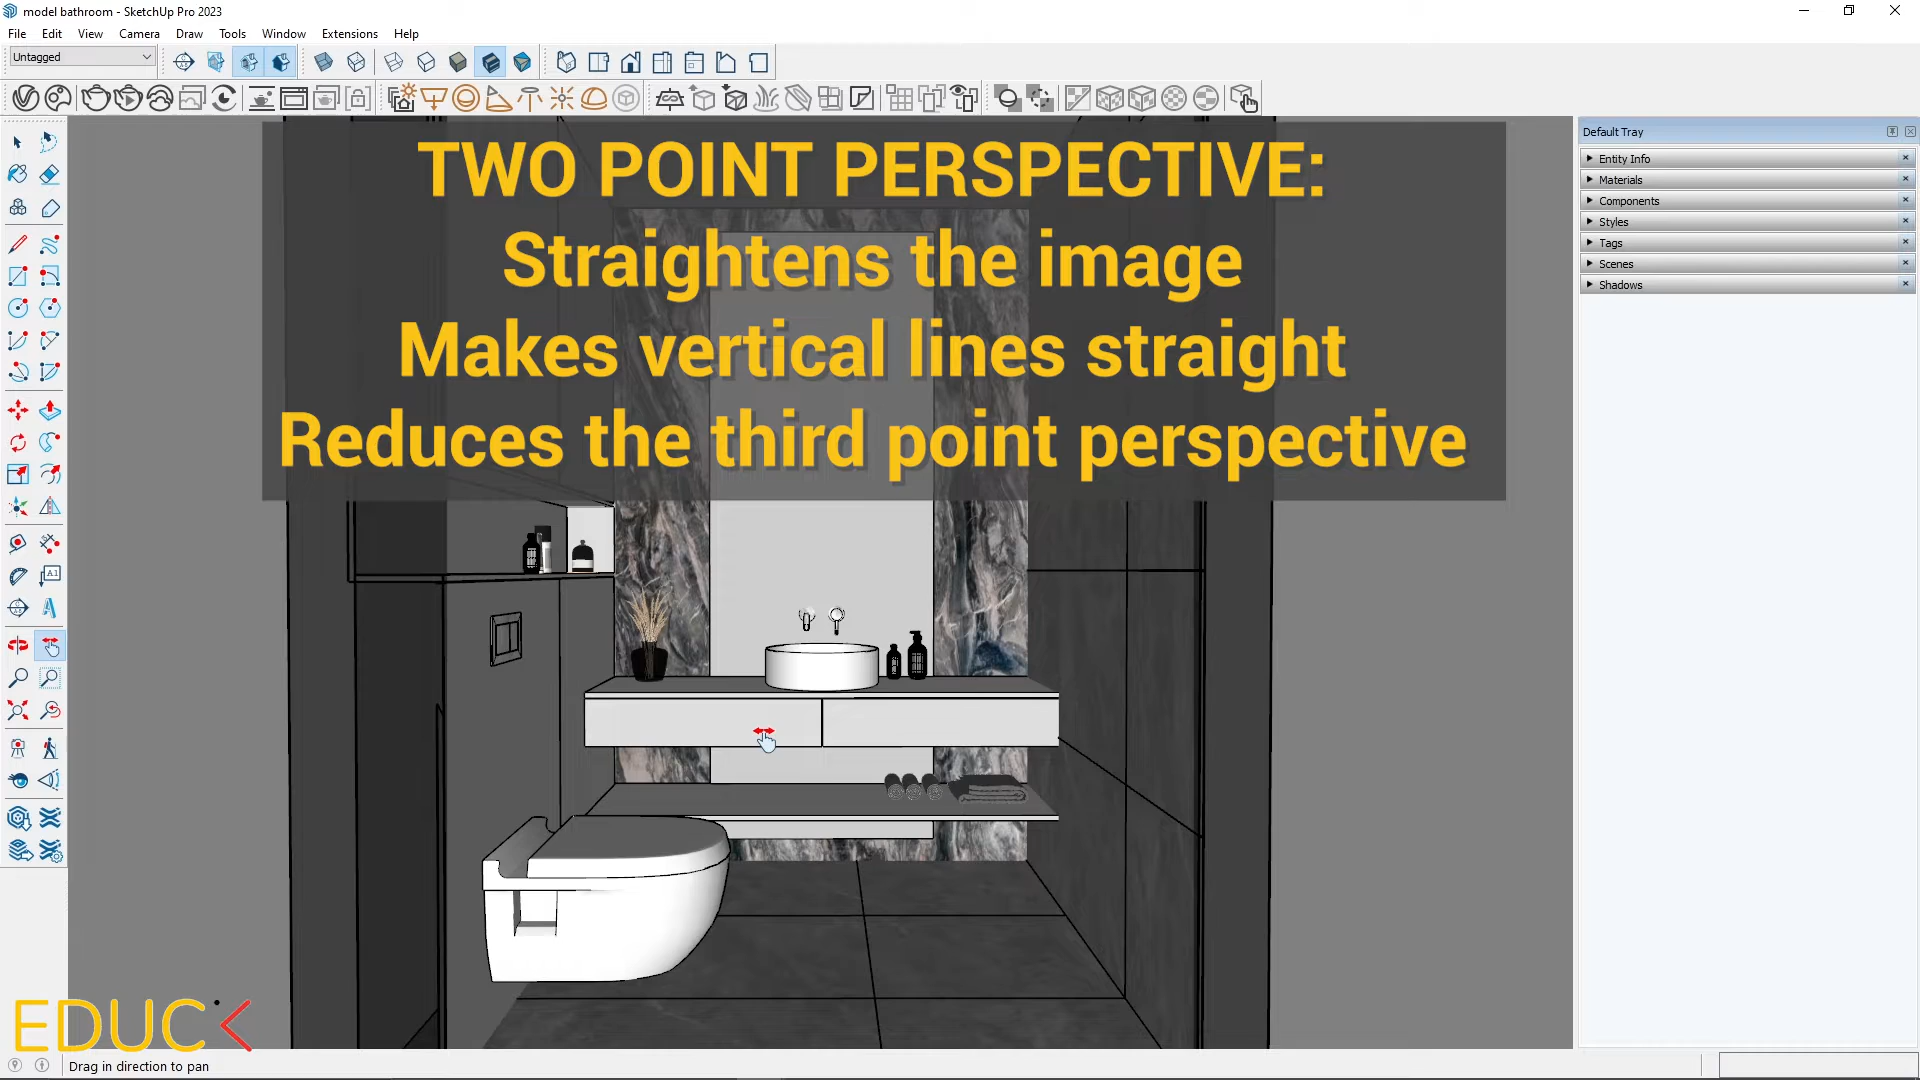 model bathroom - SketchUp Pro 2023
File Edit View Camera Draw Tools Window Extensions Help
Untagged
TWO POINT PERSPECTIVE:
Straightens the image
Makes vertical lines straight
Reduces the third point perspective
Default Tray
Entity Info
Materials
Components
Styles
Tags
Scenes
Shadows
EDUC
Drag in direction to pan